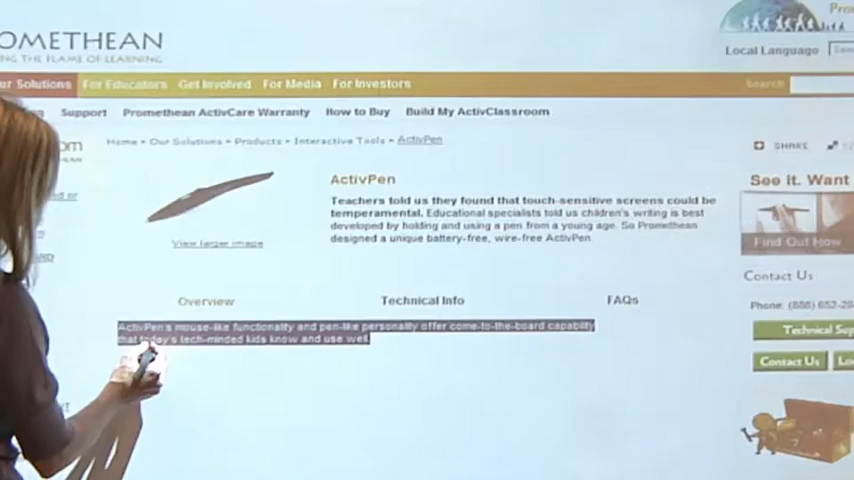 OMETHEAN
NG THE FLAME OF LEARNING
Local Language
ur Solutions For Educators Get Involved For Media For Investors Search
Support Promethean ActivCare Warranty How to Buy Build My ActivClassroom
Home Our Solutions Products Interactive Tools ActivPen
SHARE
ActivPen
Teachers told us they found that touch-sensitive screens could be
temperamental. Educational specialists told us children's writing is best
developed by holding and using a pen from a young age. So Promethean
designed a unique battery-free, wire-free ActivPen.
View larger image
See it. Want
Find Out How
Contact Us
Phone: (888) 652-28
Technical Sup
Contact Us Lo
Overview Technical Info FAQs
ActivPen's mouse-like functionality and pen-like personality offer come-to-the-board capability
that today's tech-minded kids know and use well.